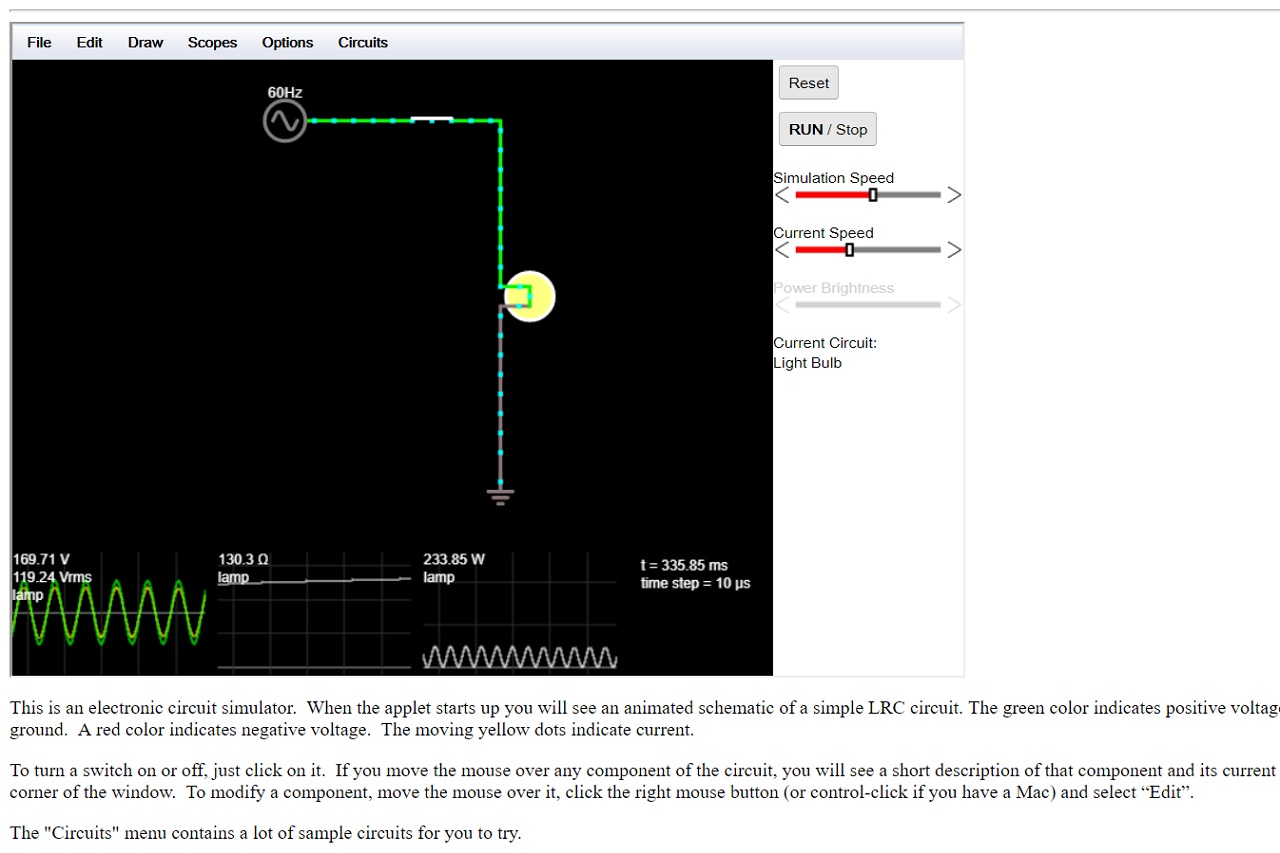 File Edit Draw Scopes Options Circuits
60Hz
Reset
RUN / Stop
Simulation Speed
Current Speed
Power Brightness
Current Circuit:
Light Bulb
169.71 V
119.24 Vrms
lamp
130.3 Ω
lamp
233.85 W
lamp
t = 335.85 ms
time step = 10 μs
This is an electronic circuit simulator.  When the applet starts up you will see an animated schematic of a simple LRC circuit. The green color indicates positive voltage
ground.  A red color indicates negative voltage.  The moving yellow dots indicate current.
To turn a switch on or off, just click on it.  If you move the mouse over any component of the circuit, you will see a short description of that component and its current
corner of the window.  To modify a component, move the mouse over it, click the right mouse button (or control-click if you have a Mac) and select “Edit”.
The "Circuits" menu contains a lot of sample circuits for you to try.